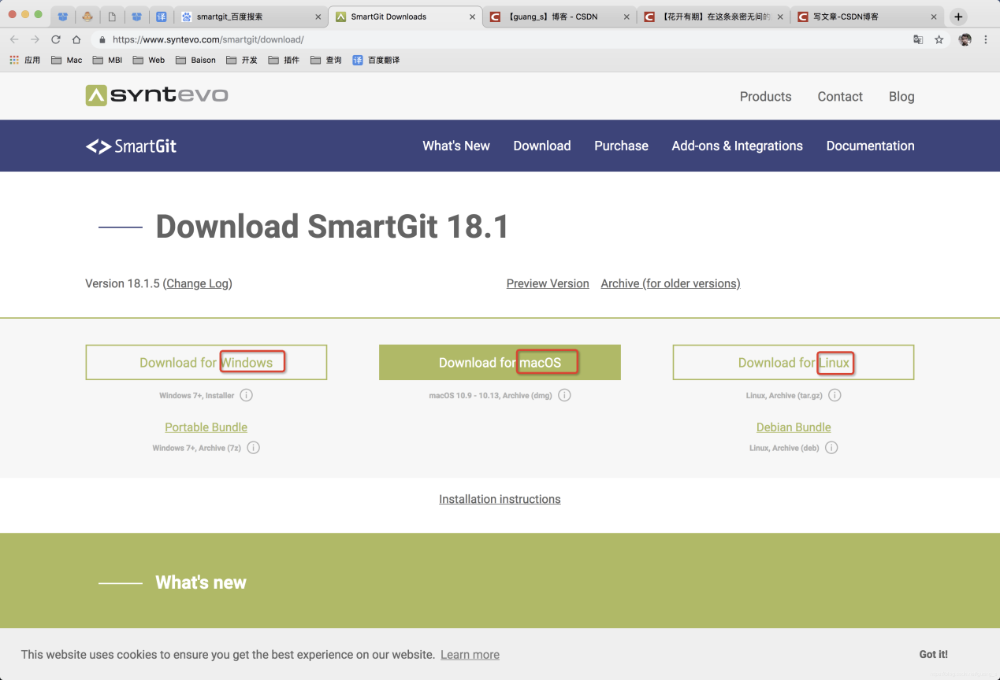 smartgit_百度搜索
SmartGit Downloads
【guang_s】博客 - CSDN
【花开有期】在这条亲密无间的
写文章-CSDN博客
https://www.syntevo.com/smartgit/download/
应用 Mac MBI Web Baison 开发 插件 查询 译 百度翻译
syntevo
Products Contact Blog
<> SmartGit
What's New Download Purchase Add-ons & Integrations Documentation
Download SmartGit 18.1
Version 18.1.5 (Change Log)
Preview Version Archive (for older versions)
Download for Windows
Windows 7+, Installer
Portable Bundle
Windows 7+, Archive (7z)
Download for macOS
macOS 10.9 - 10.13, Archive (dmg)
Download for Linux
Linux, Archive (tar.gz)
Debian Bundle
Linux, Archive (deb)
Installation instructions
What's new
This website uses cookies to ensure you get the best experience on our website. Learn more
Got it!